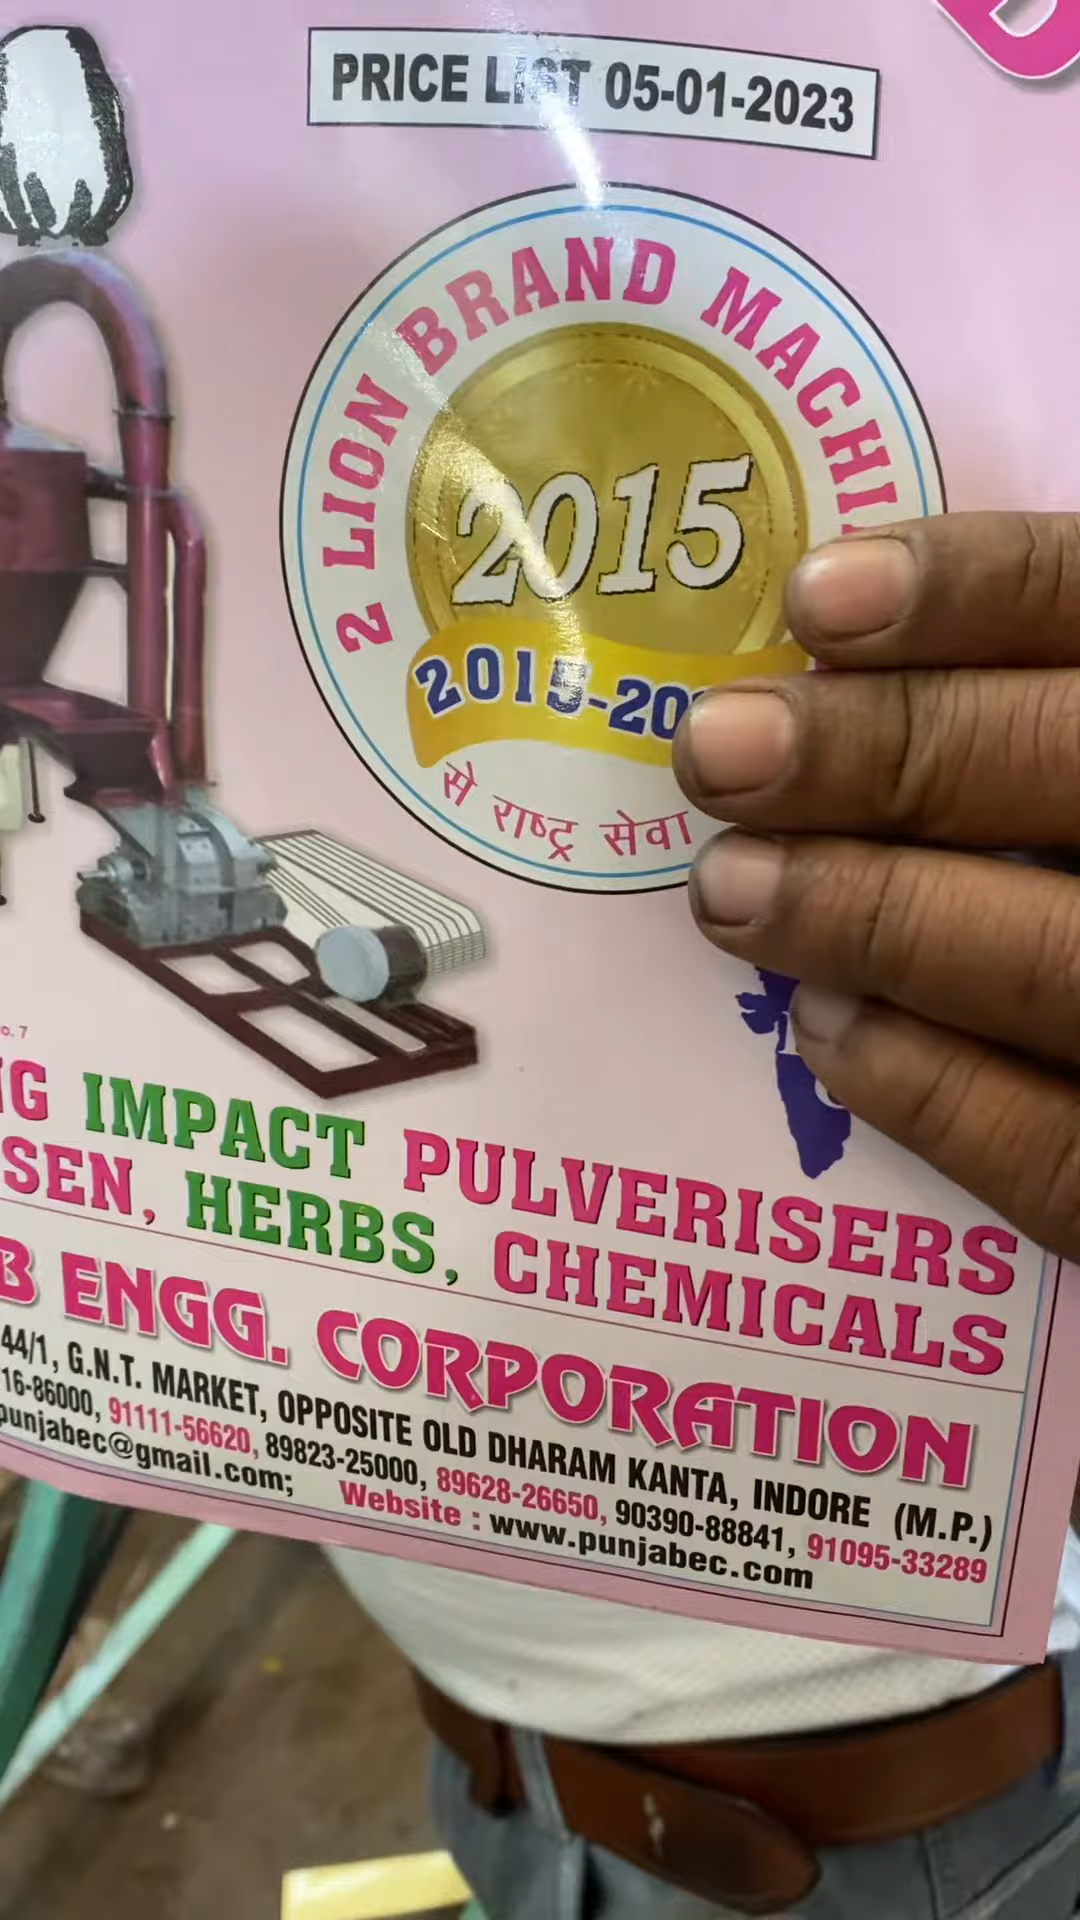 PRICE LIST 05-01-2023
2 LION BRAND
2015
से राष्ट्र सेवा
IMPACT PULVERISERS
HERBS, CHEMICALS
ENGG. CORPORATION
44/1, G.N.T. MARKET, OPPOSITE OLD DHARAM KANTA, INDORE (M.P.)
16-86000, 91111-56620, 89823-25000, 89628-26650, 90390-88841, 91095-33289
punjabec@gmail.com; Website : www.punjabec.com